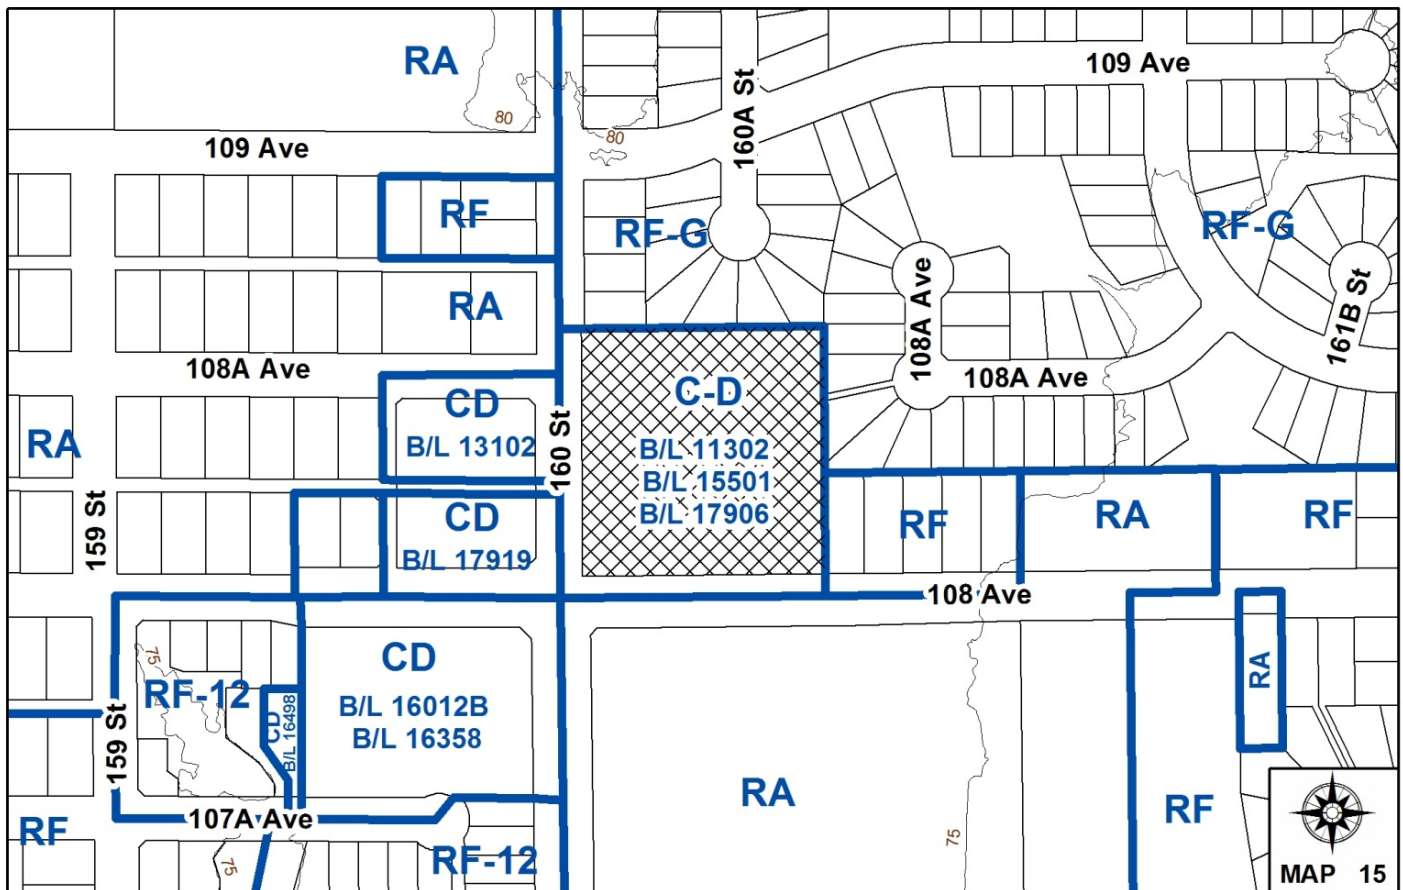 RA
109 Ave
160A St
80
80
109 Ave
RF
RF-G
RF-G
RA
108A Ave
161B St
108A Ave
108A Ave
C-D
B/L 11302
B/L 15501
B/L 17906
CD
B/L 13102
160 St
RA
159 St
CD
B/L 17919
RF
RA
RF
108 Ave
75
RF-12
CD
B/L 16498
CD
B/L 16012B
B/L 16358
RA
159 St
RA
RF
75
107A Ave
RF
75
RF-12
MAP 15